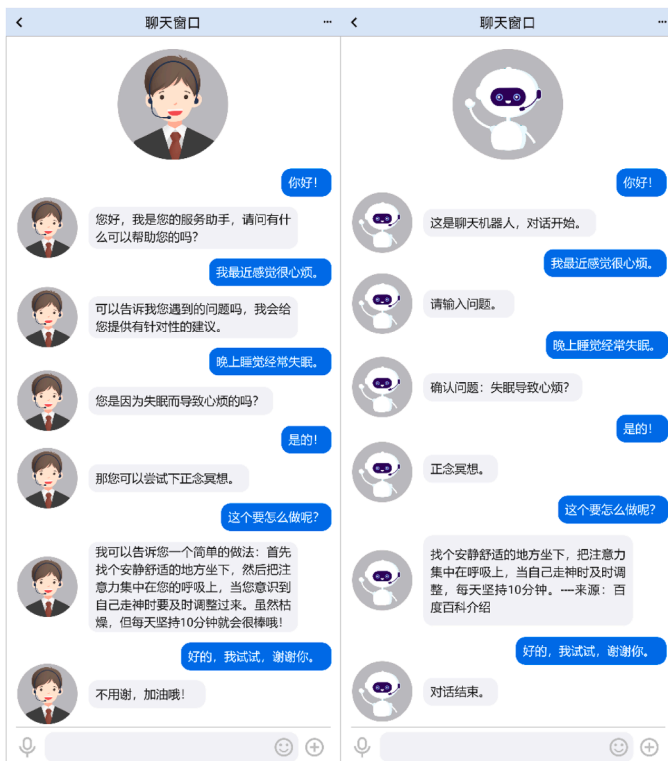 聊天窗口
你好！
您好，我是您的服务助手，请问有什
么可以帮助您的吗？
我最近感觉很心烦。
可以告诉我您遇到的问题吗，我会给
您提供有针对性的建议。
晚上睡觉经常失眠。
您是因为失眠而导致心烦的吗？
是的！
那您可以尝试下正念冥想。
这个要怎么做呢？
我可以告诉您一个简单的做法：首先
找个安静舒适的地方坐下，然后把注
意力集中在您的呼吸上，当您意识到
自己走神时要及时调整过来。虽然枯
燥，但每天坚持10分钟就会很棒哦！
好的，我试试，谢谢你。
不用谢，加油哦！
聊天窗口
你好！
这是聊天机器人，对话开始。
我最近感觉很心烦。
请输入问题。
晚上睡觉经常失眠。
确认问题：失眠导致心烦？
是的！
正念冥想。
这个要怎么做呢？
找个安静舒适的地方坐下，把注意力
集中在呼吸上，当自己走神时及时调
整，每天坚持10分钟。----来源：百
度百科介绍
好的，我试试，谢谢你。
对话结束。